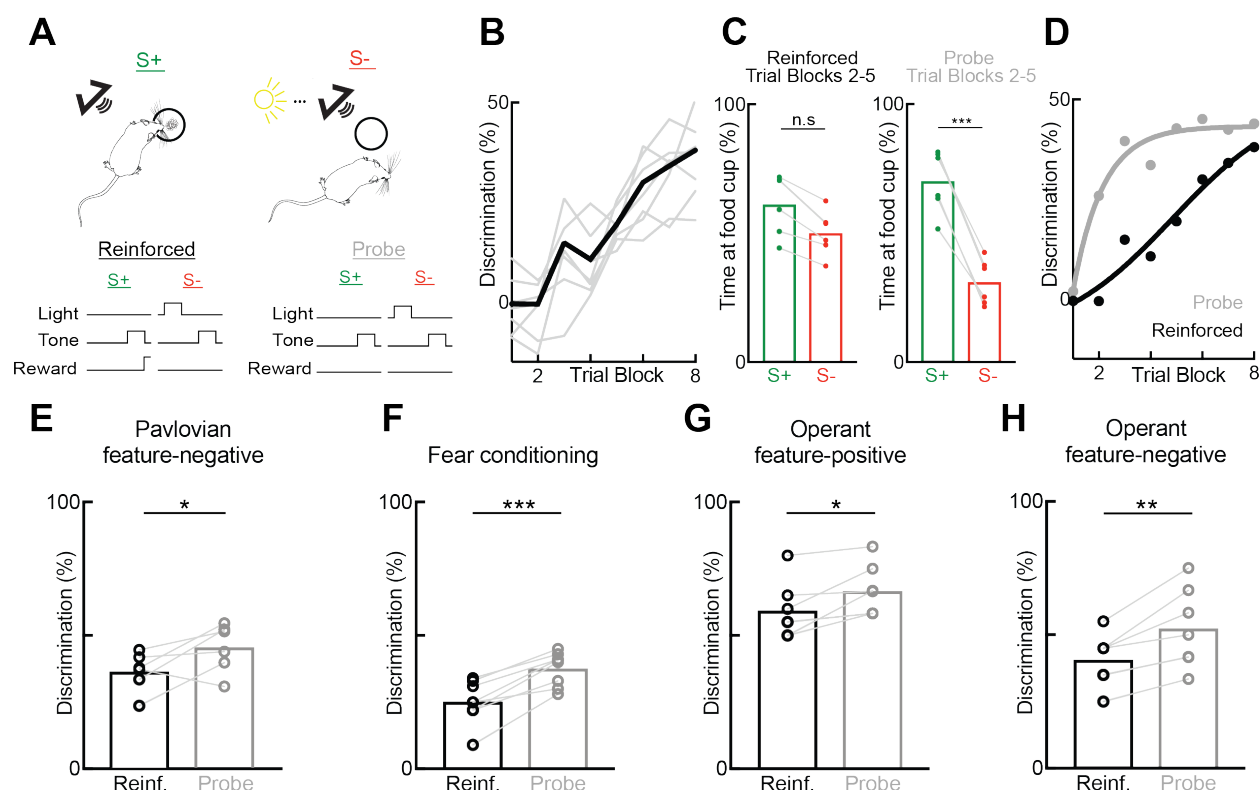 A
S+
S-
...
Reinforced
Probe
S+
S-
S+
S-
Light
Tone
Reward
Light
Tone
Reward
B
50
0
Discrimination (%)
2
Trial Block
8
C
Reinforced
Trial Blocks 2-5
100
n.s
Time at food cup (%)
0
S+
S-
Probe
Trial Blocks 2-5
100
***
Time at food cup (%)
0
S+
S-
D
50
0
Discrimination (%)
Probe
Reinforced
2
Trial Block
8
E
Pavlovian
feature-negative
100
*
Discrimination (%)
0
Reinf.
Probe
F
Fear conditioning
100
***
Discrimination (%)
0
Reinf.
Probe
G
Operant
feature-positive
100
*
Discrimination (%)
0
Reinf.
Probe
H
Operant
feature-negative
100
**
Discrimination (%)
0
Reinf.
Probe